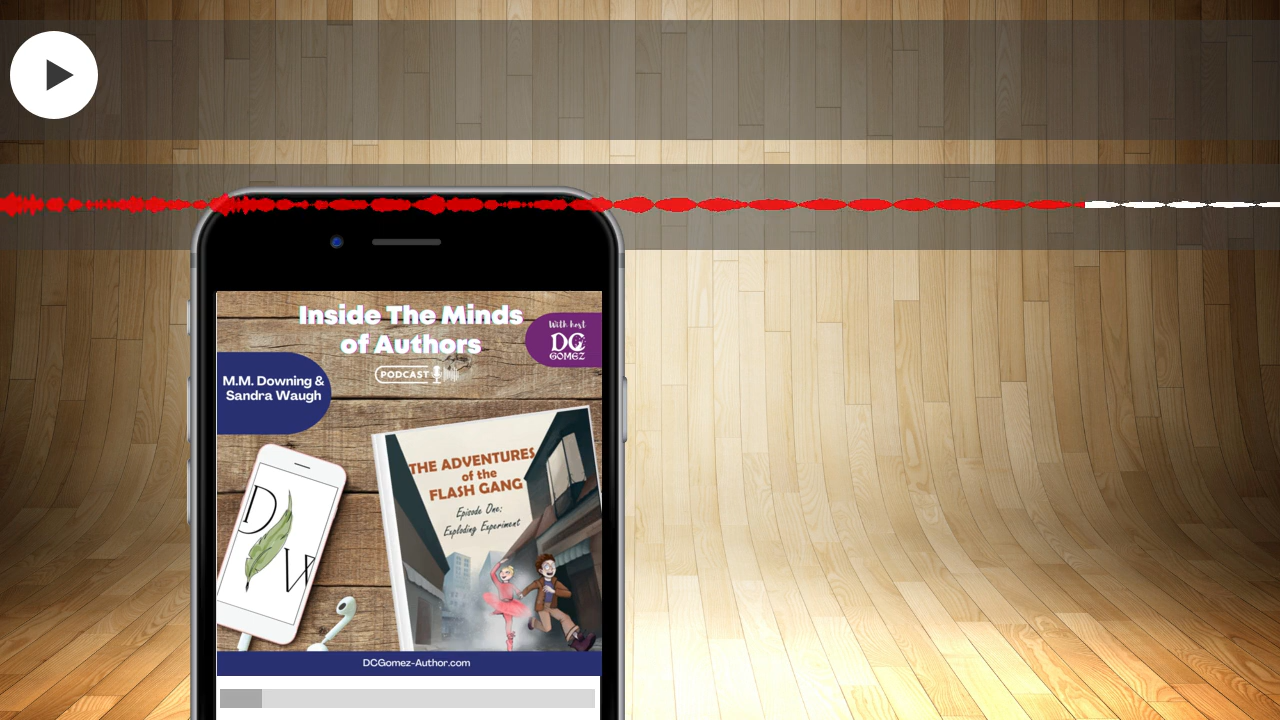 Inside The Minds
of Authors
With host
DG
GOMEZ
PODCAST
M.M. Downing &
Sandra Waugh
THE ADVENTURES
of the
FLASH GANG
Episode One:
Exploding Experiment
D
W
DCGomez-Author.com